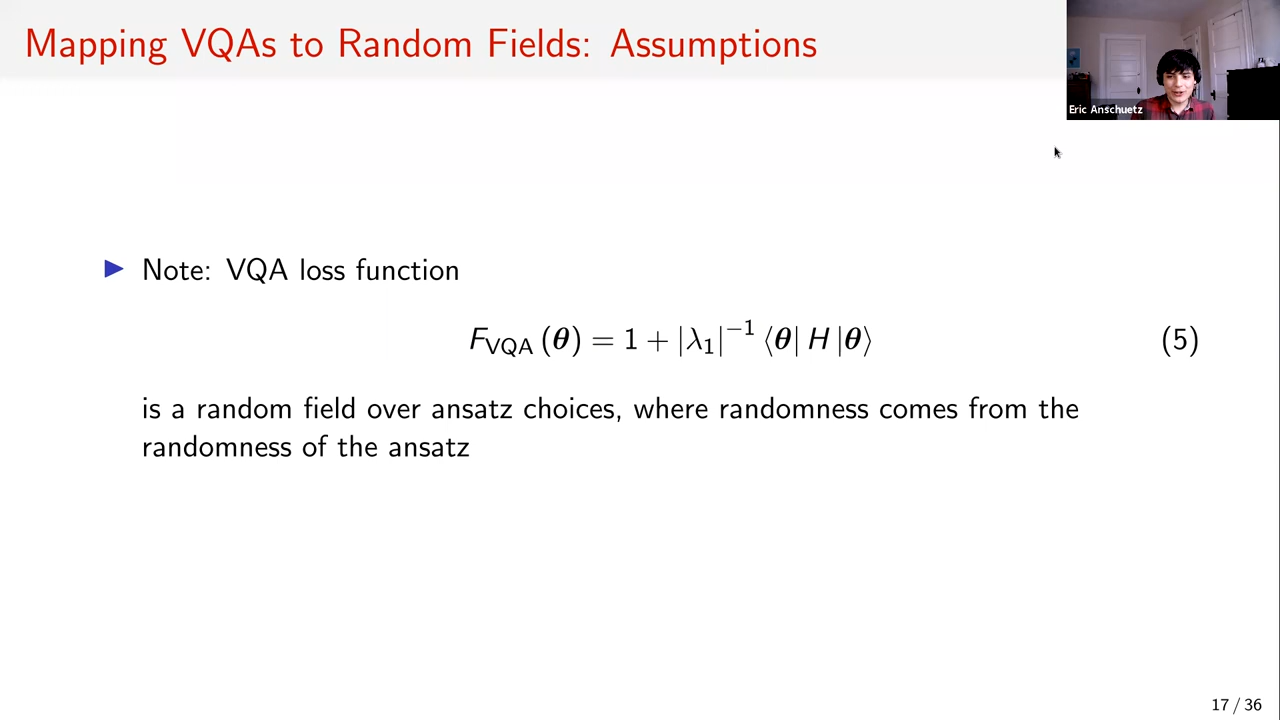 Mapping VQAs to Random Fields: Assumptions
Eric Anschuetz
▶ Note: VQA loss function
F_VQA (θ) = 1 + |λ₁|⁻¹ ⟨θ| H |θ⟩ (5)
is a random field over ansatz choices, where randomness comes from the
randomness of the ansatz
17 / 36